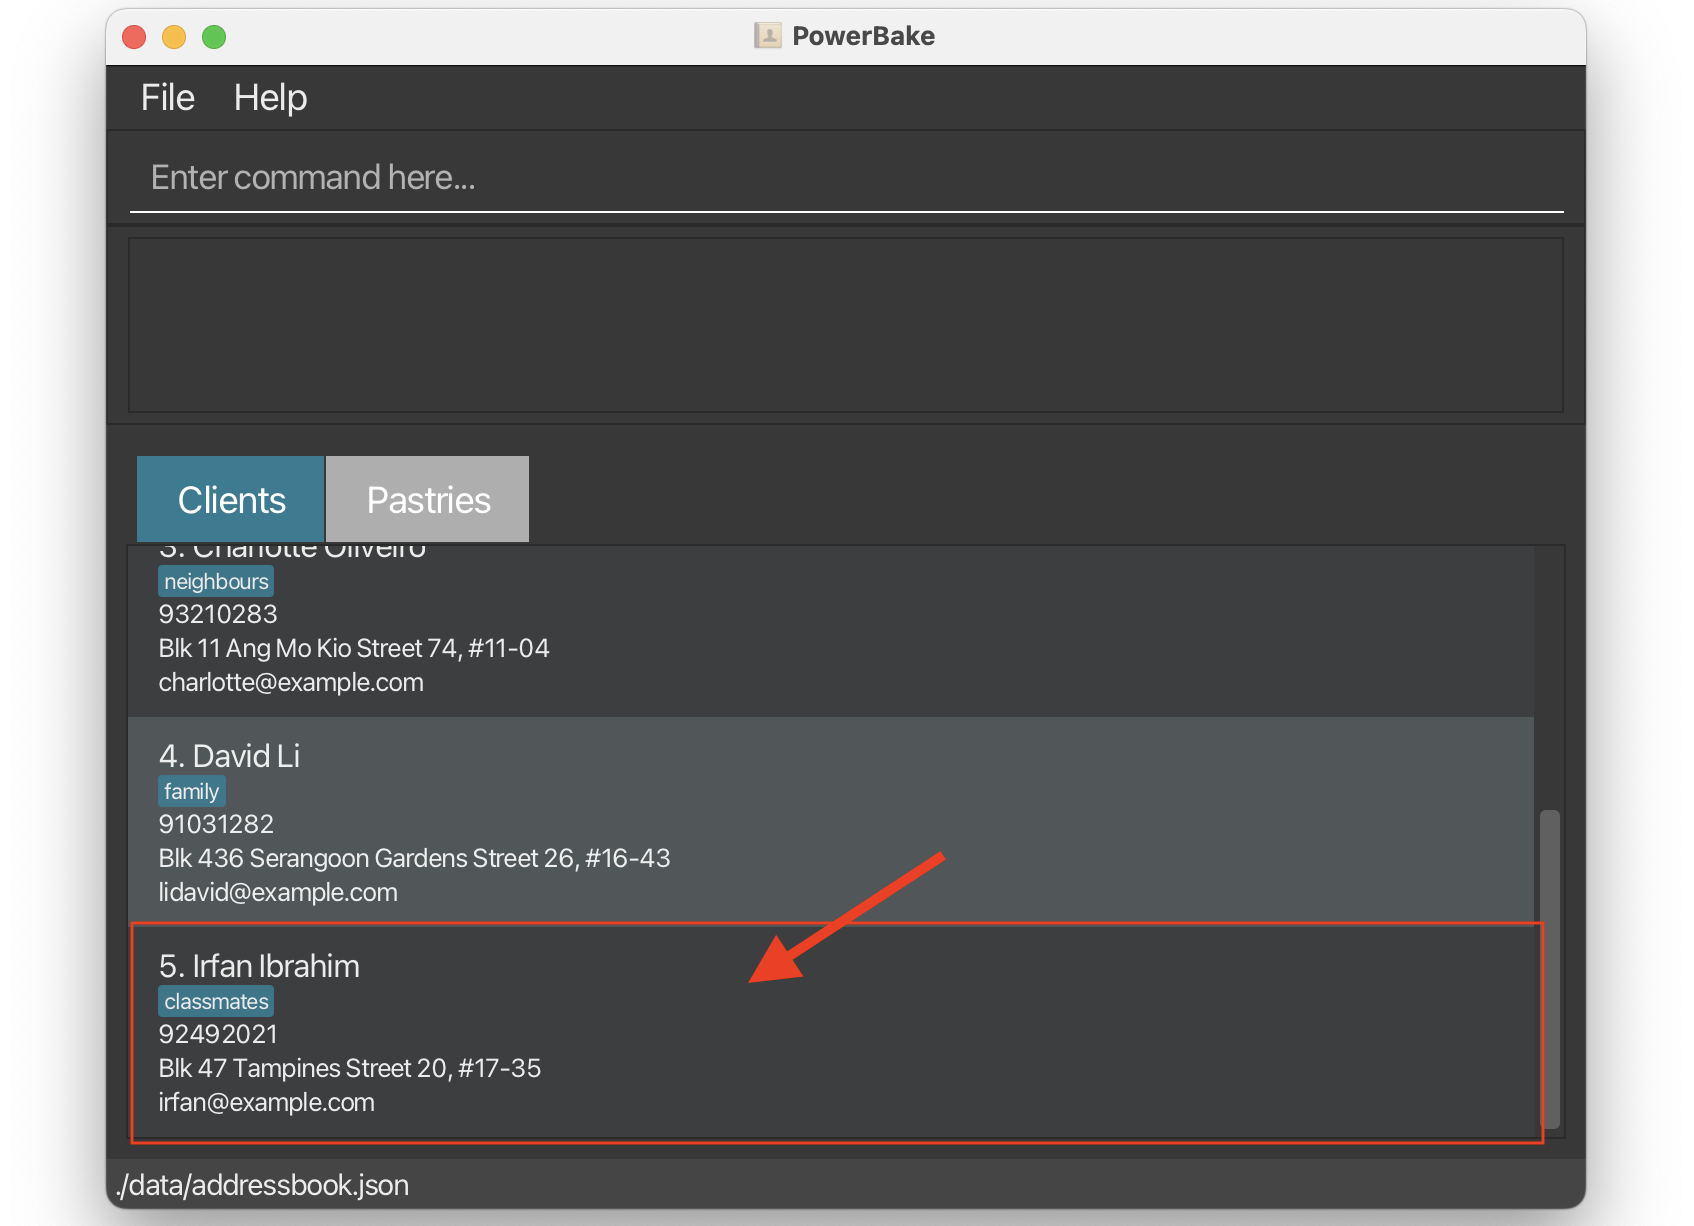 PowerBake
File Help
Enter command here...
Clients Pastries
3. Charlotte Oliveiro
neighbours
93210283
Blk 11 Ang Mo Kio Street 74, #11-04
charlotte@example.com
4. David Li
family
91031282
Blk 436 Serangoon Gardens Street 26, #16-43
lidavid@example.com
5. Irfan Ibrahim
classmates
92492021
Blk 47 Tampines Street 20, #17-35
irfan@example.com
./data/addressbook.json